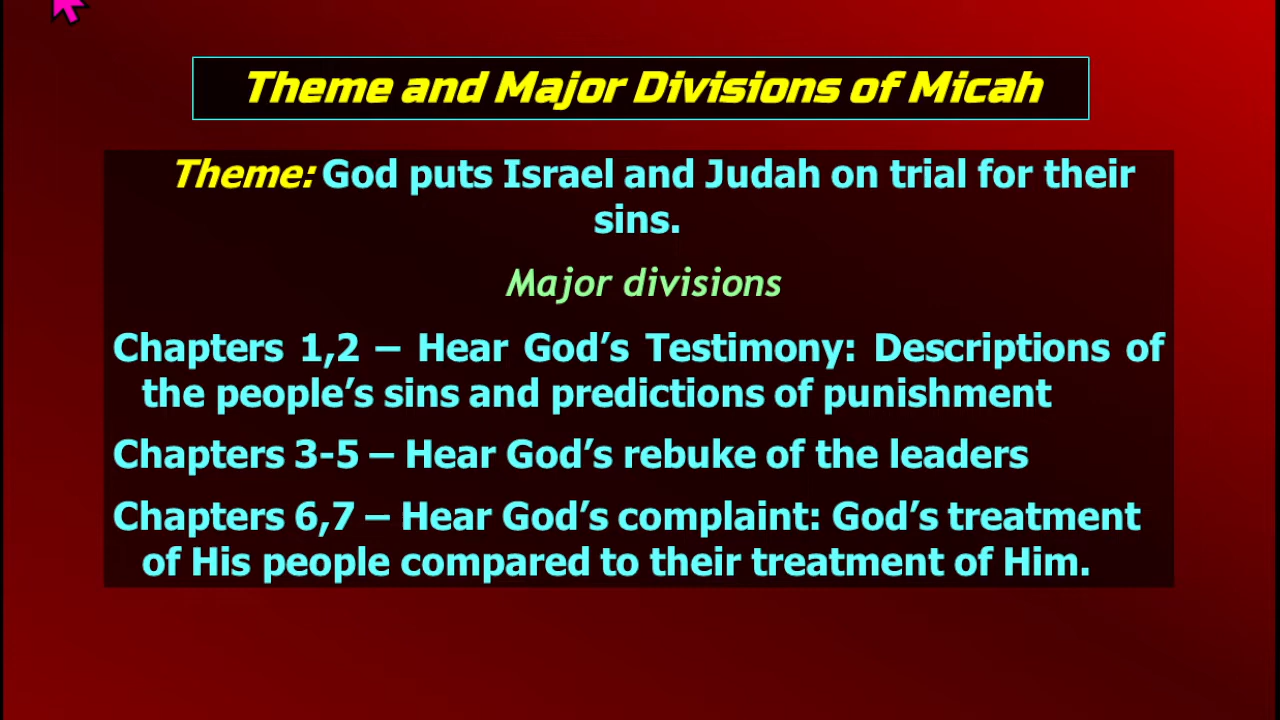 Theme and Major Divisions of Micah
Theme: God puts Israel and Judah on trial for their
sins.
Major divisions
Chapters 1,2 – Hear God’s Testimony: Descriptions of
the people’s sins and predictions of punishment
Chapters 3-5 – Hear God’s rebuke of the leaders
Chapters 6,7 – Hear God’s complaint: God’s treatment
of His people compared to their treatment of Him.